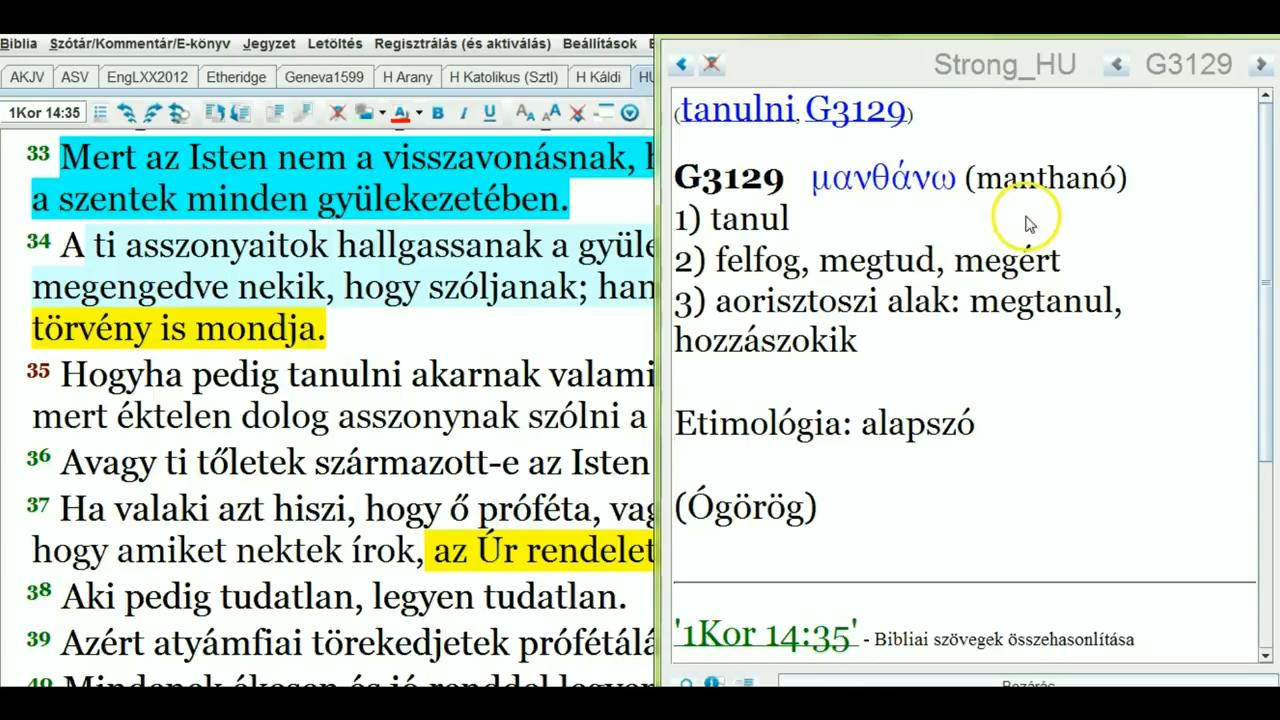 Biblia Szótár/Kommentár/E-könyv Jegyzet Letöltés Regisztrálás (és aktiválás) Beállítások
AKJV ASV EngLXX2012 Etheridge Geneva1599 H Arany H Katolikus (SztI) H Káldi HU
1Kor 14:35
33 Mert az Isten nem a visszavonásnak,
a szentek minden gyülekezetében.
34 A ti asszonyaitok hallgassanak a gyüle
megengedve nekik, hogy szóljanak; han
törvény is mondja.
35 Hogyha pedig tanulni akarnak valami
mert éktelen dolog asszonynak szólni a
36 Avagy ti tőletek származott-e az Isten
37 Ha valaki azt hiszi, hogy ő próféta, vag
hogy amiket nektek írok, az Úr rendelet
38 Aki pedig tudatlan, legyen tudatlan.
39 Azért atyámfiai törekedjetek prófétálá
Strong_HU G3129
(tanulni, G3129)
G3129 μανθάνω (manthanó)
1) tanul
2) felfog, megtud, megért
3) aorisztoszi alak: megtanul,
hozzászokik
Etimológia: alapszó
(Ógörög)
'1Kor 14:35' - Bibliai szövegek összehasonlítása